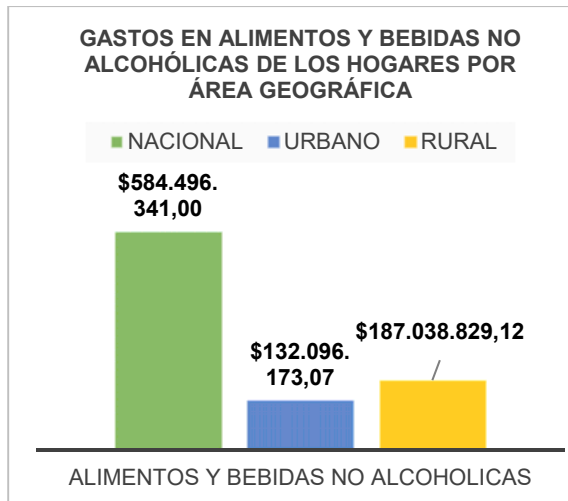 GASTOS EN ALIMENTOS Y BEBIDAS NO
ALCOHÓLICAS DE LOS HOGARES POR
ÁREA GEOGRÁFICA
NACIONAL URBANO RURAL
$584.496.
341,00
$132.096.
173,07
$187.038.829,12
ALIMENTOS Y BEBIDAS NO ALCOHOLICAS